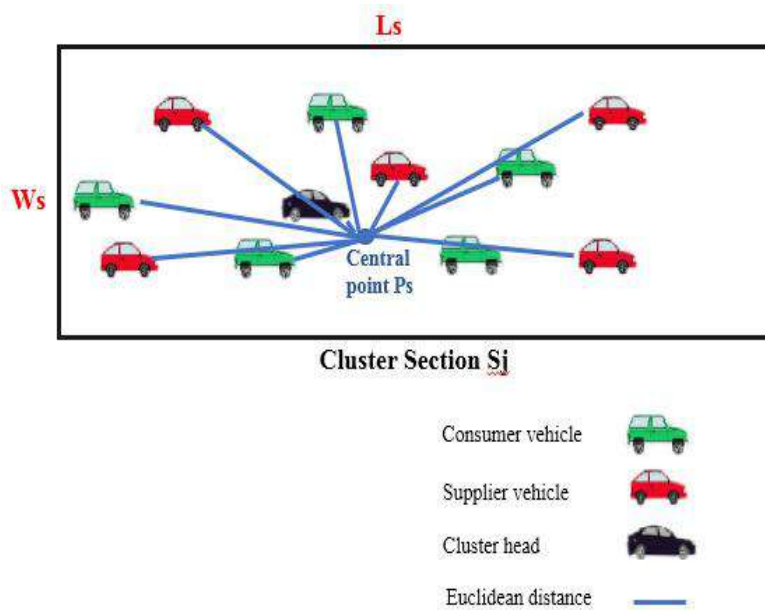 Ls
Ws
Central
point Ps
Cluster Section Sj
Consumer vehicle
Supplier vehicle
Cluster head
Euclidean distance